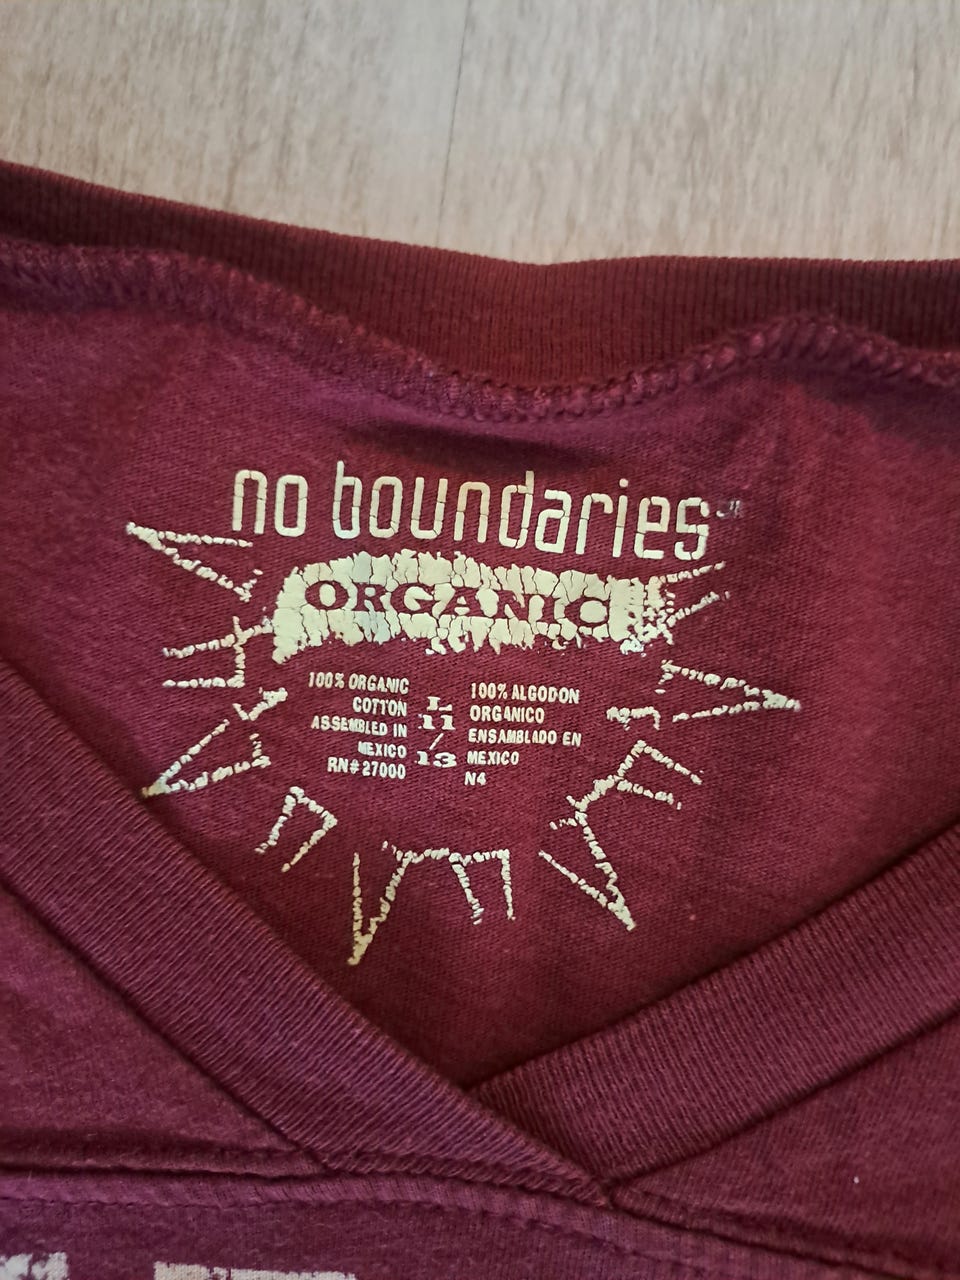 no boundaries
ORGANIC
100% ORGANIC
COTTON
ASSEMBLED IN
MEXICO
RN# 27000
L
11
/
13
100% ALGODON
ORGANICO
ENSAMBLADO EN
MEXICO
N4